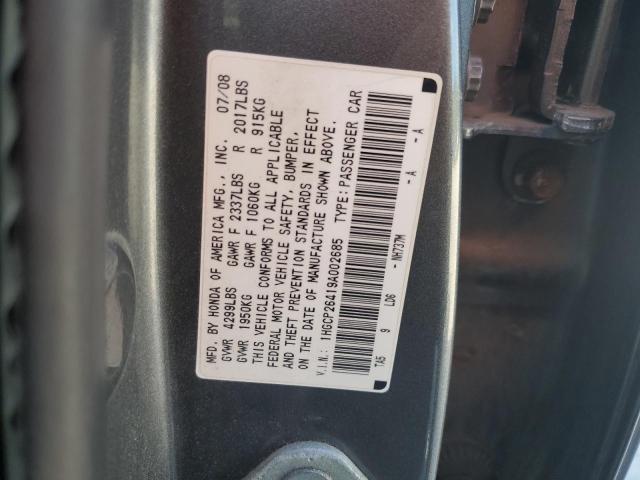 MFD. BY HONDA OF AMERICA MFG., INC. 07/08
GVWR 4299LBS GAWR F 2337LBS R 2017LBS
GVWR 1950KG GAWR F 1060KG R 915KG
THIS VEHICLE CONFORMS TO ALL APPLICABLE
FEDERAL MOTOR VEHICLE SAFETY, BUMPER,
AND THEFT PREVENTION STANDARDS IN EFFECT
ON THE DATE OF MANUFACTURE SHOWN ABOVE.
V.I.N.: 1HGCP26419A002685 TYPE: PASSENGER CAR
TA5 9 LD6 - NH737M - A - A